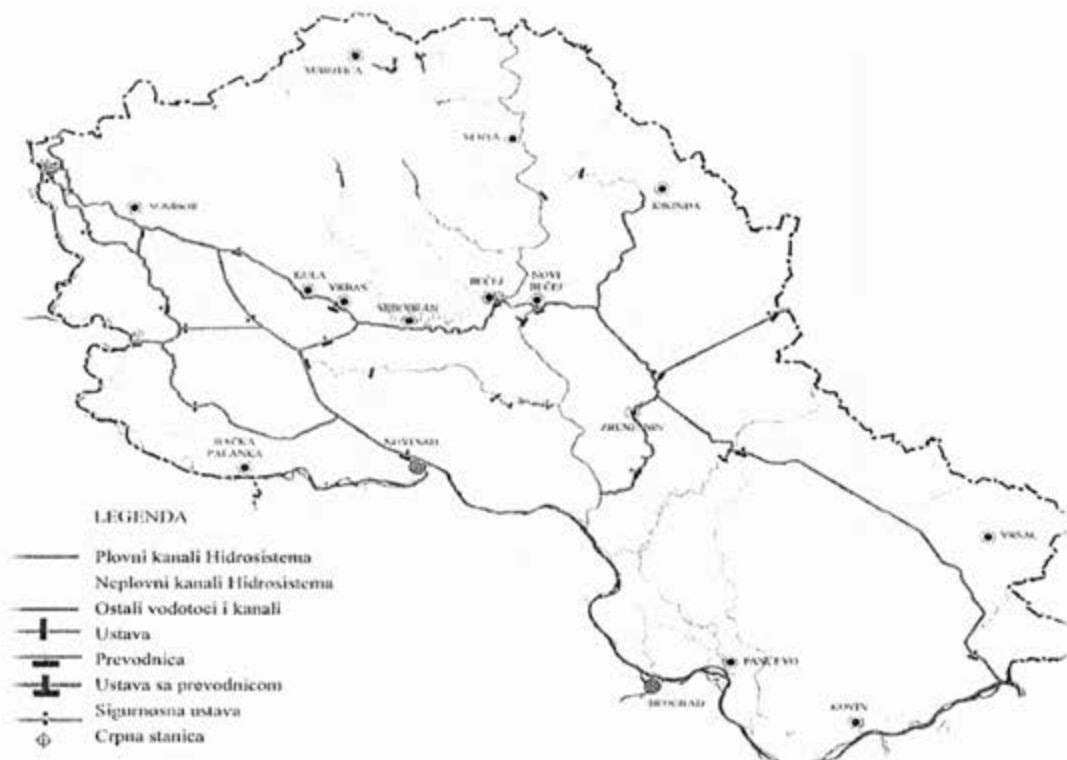 SUBOTICA
SENTA
SOMBOR
KIKINDA
KULA
VRBAS
SRBOBRAN
BEČEJ
NOVI
BEČEJ
ZRENJANIN
BAČKA
PALANKA
NOVI SAD
VRŠAC
PANČEVO
BEOGRAD
KOVIN
LEGENDA
Plovni kanali Hidrosistema
Neplovni kanali Hidrosistema
Ostali vodotoci i kanali
Ustava
Prevodnica
Ustava sa prevodnicom
Sigurnosna ustava
Crpna stanica